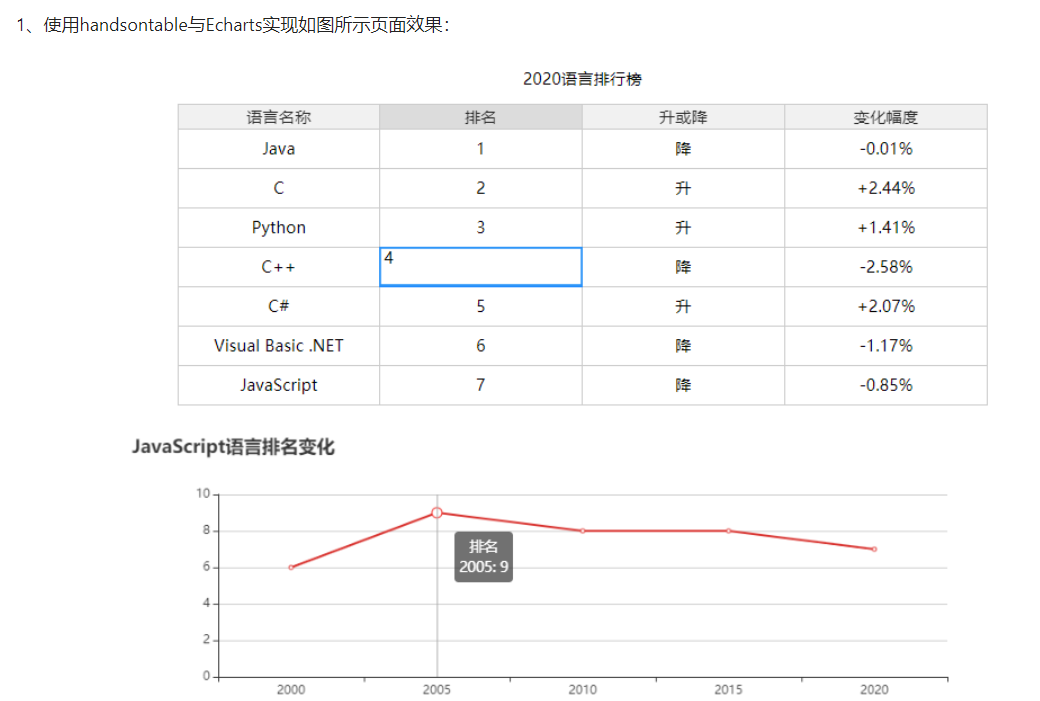 1、使用handsontable与Echarts实现如图所示页面效果：
2020语言排行榜
语言名称 排名 升或降 变化幅度
Java 1 降 -0.01%
C 2 升 +2.44%
Python 3 升 +1.41%
C++ 4 降 -2.58%
C# 5 升 +2.07%
Visual Basic .NET 6 降 -1.17%
JavaScript 7 降 -0.85%
JavaScript语言排名变化
10
8
排名
2005: 9
6
4
2
0
2000 2005 2010 2015 2020